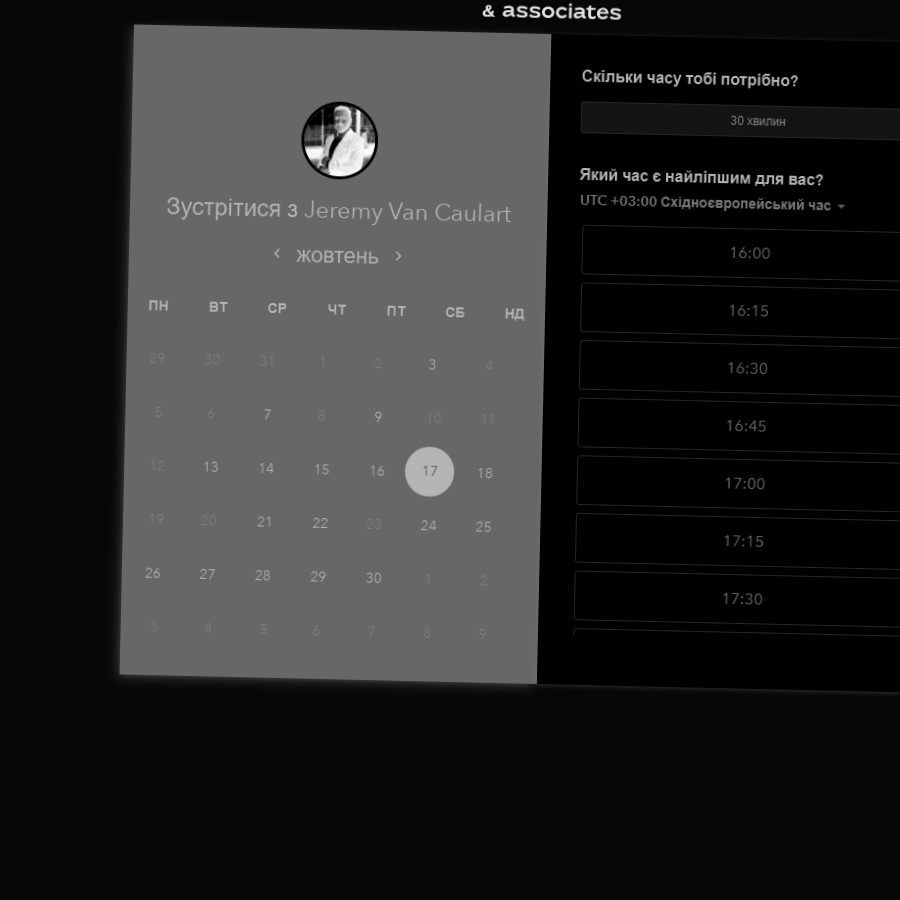 & associates
Зустрітися з Jeremy Van Caulart
жовтень
ПН ВТ СР ЧТ ПТ СБ НД
29 30 31 1 2 3 4
5 6 7 8 9 10 11
12 13 14 15 16 17 18
19 20 21 22 23 24 25
26 27 28 29 30 1 2
3 4 5 6 7 8 9
Скільки часу тобі потрібно?
30 хвилин
Який час є найліпшим для вас?
UTC +03:00 Східноєвропейський час
16:00
16:15
16:30
16:45
17:00
17:15
17:30